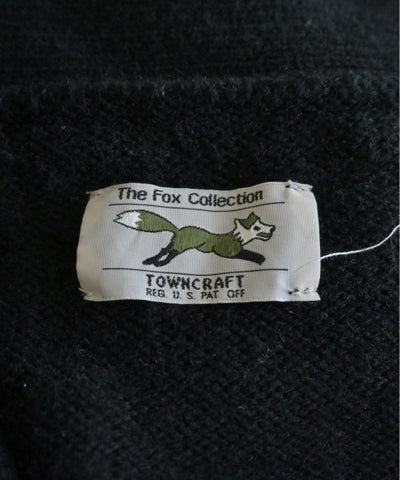 The Fox Collection
TOWNCRAFT
REG. U. S. PAT OFF